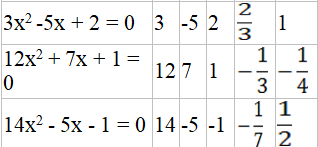 3x² -5x + 2 = 0 3 -5 2 2/3 1
12x² + 7x + 1 =
0 12 7 1 -1/3 -1/4
14x² - 5x - 1 = 0 14 -5 -1 -1/7 1/2